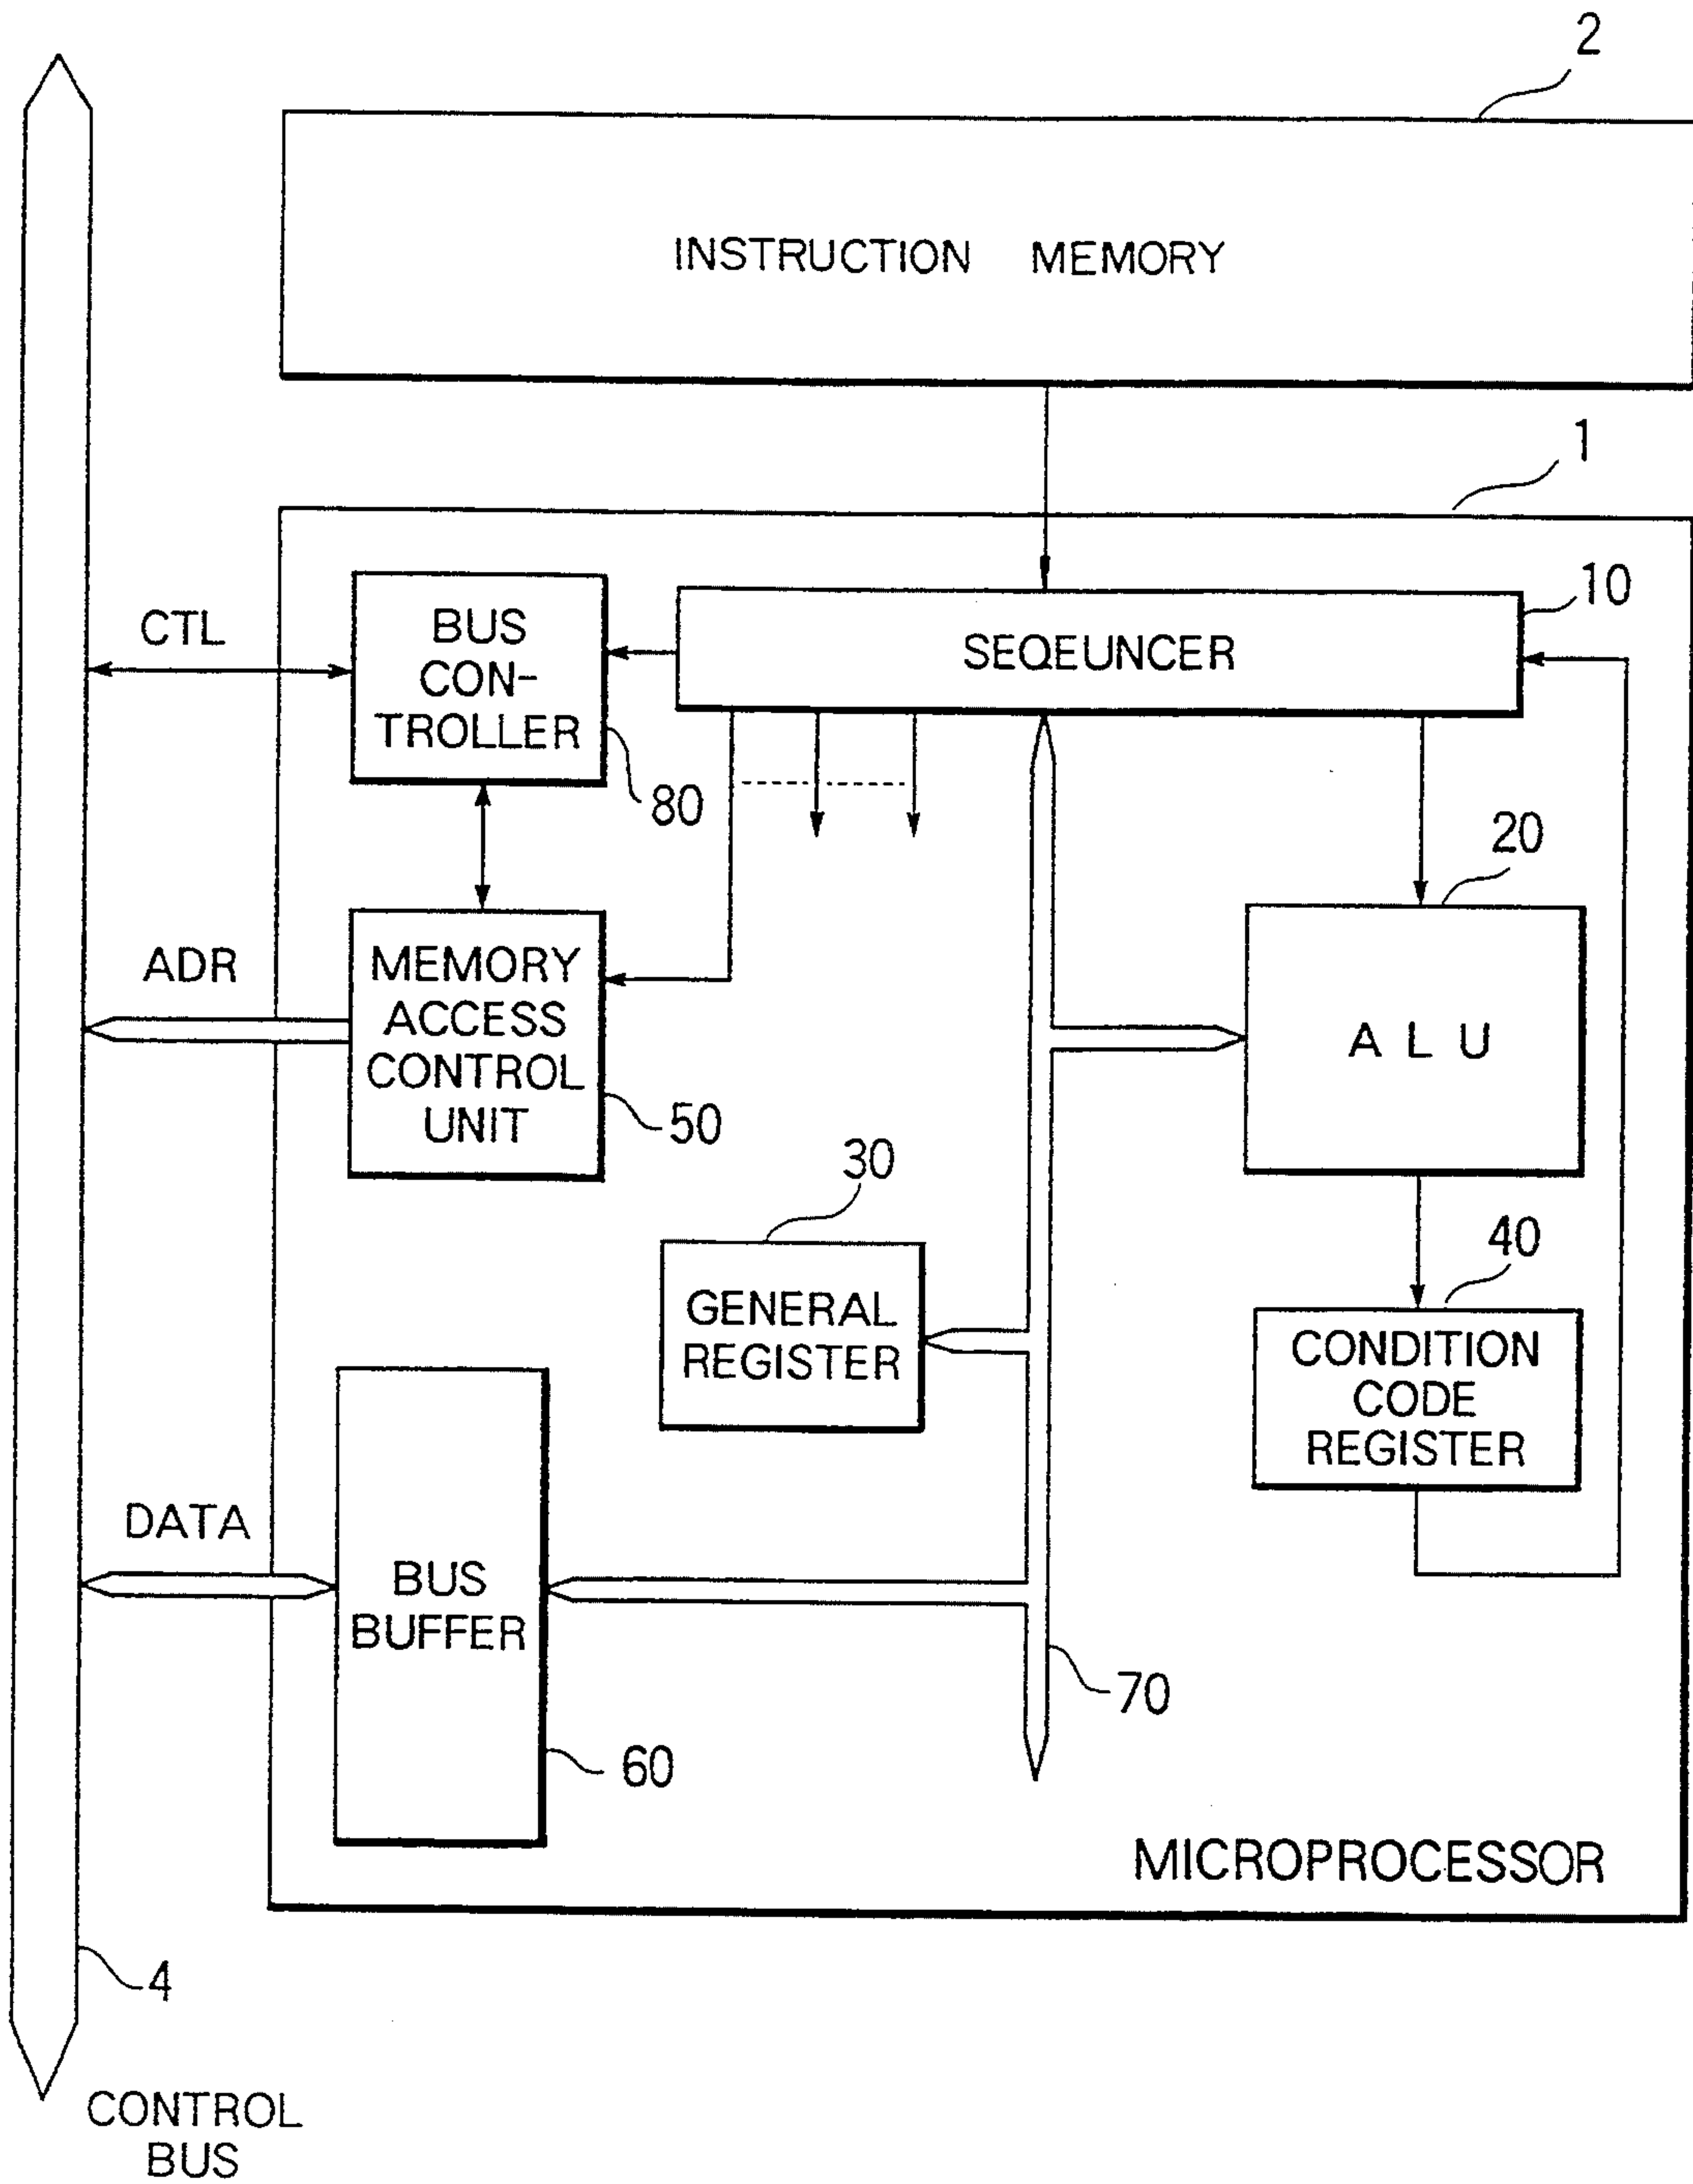 2
INSTRUCTION MEMORY
1
10
CTL
BUS
CON-
TROLLER
SEQEUNCER
80
20
ADR
MEMORY
ACCESS
CONTROL
UNIT
A L U
50
30
40
GENERAL
REGISTER
CONDITION
CODE
REGISTER
DATA
BUS
BUFFER
70
60
MICROPROCESSOR
4
CONTROL
BUS